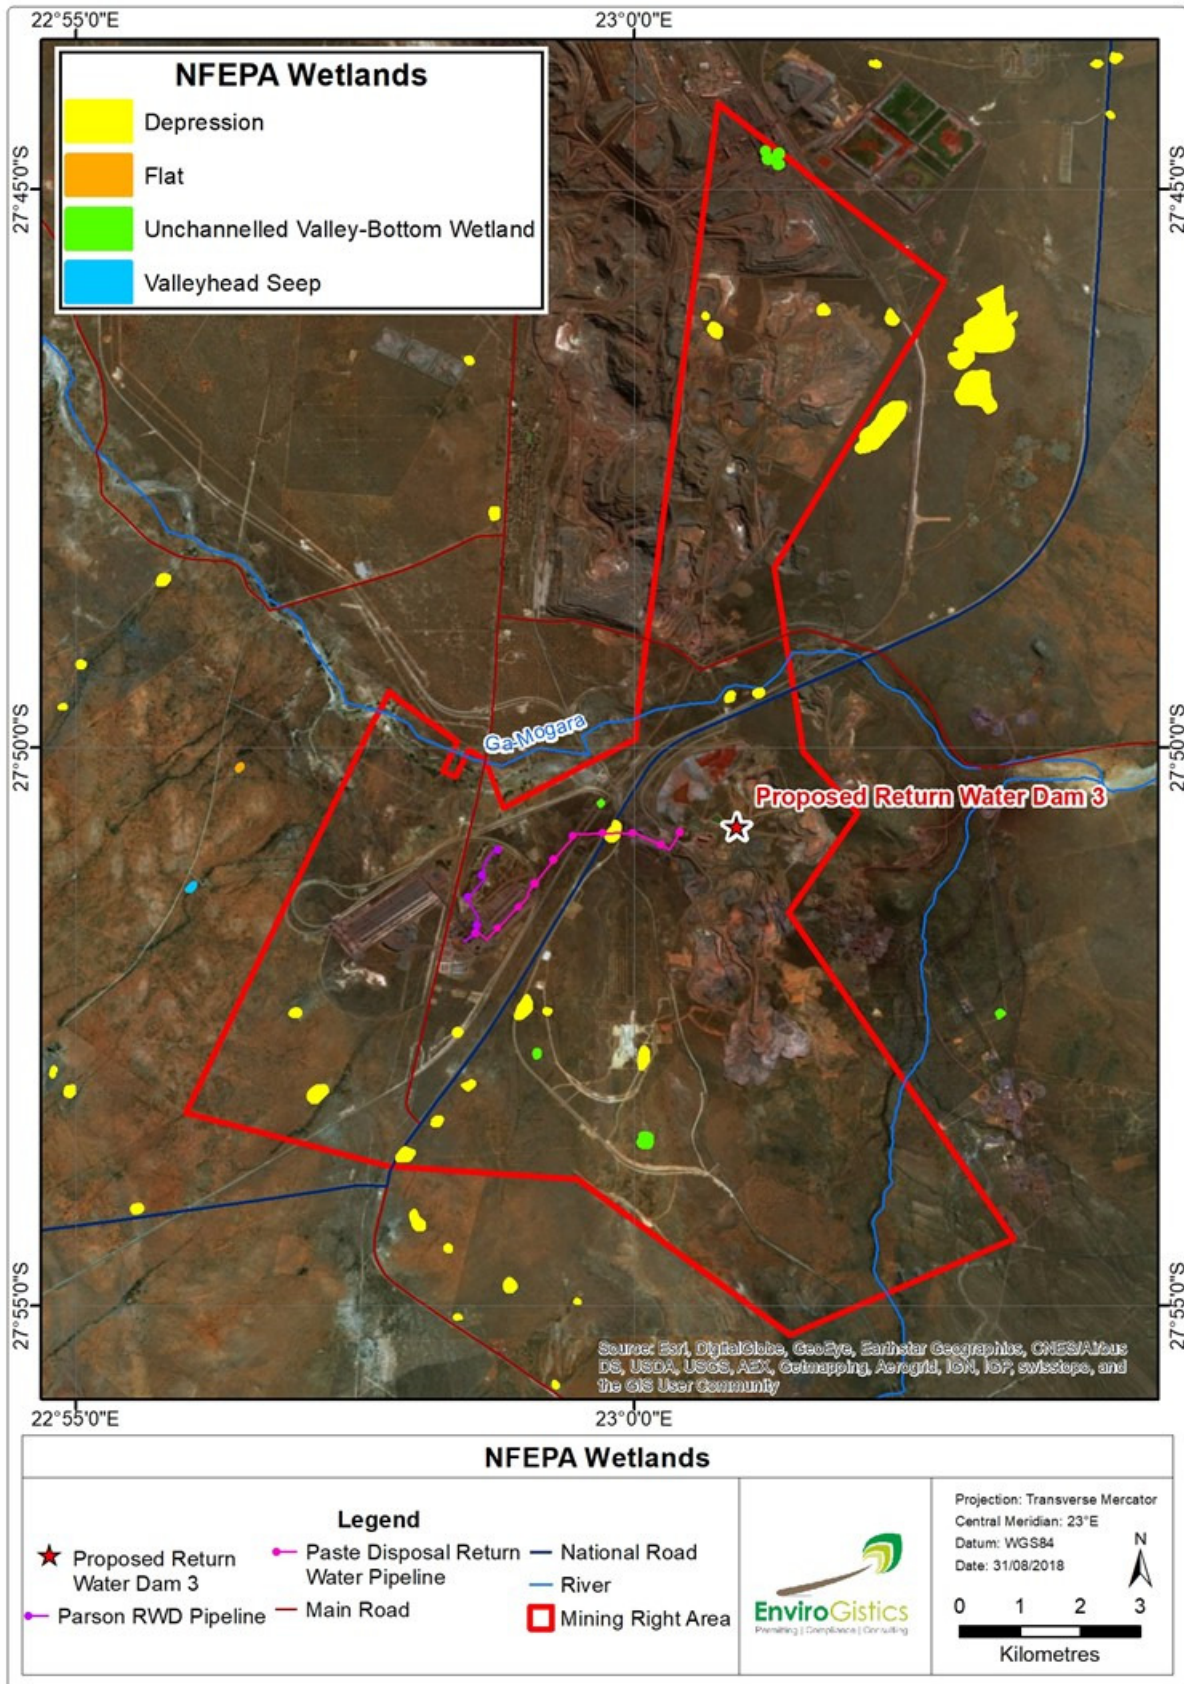 22°55'0"E
23°0'0"E
NFEPA Wetlands
Depression
Flat
Unchannelled Valley-Bottom Wetland
Valleyhead Seep
27°45'0"S
27°45'0"S
Ga-Mogara
27°50'0"S
27°50'0"S
Proposed Return Water Dam 3
27°55'0"S
27°55'0"S
Source: Esri, DigitalGlobe, GeoEye, Earthstar Geographics, CNES/Airbus
DS, USDA, USGS, AEX, Getmapping, Aerogrid, IGN, IGP, swisstopo, and
the GIS User Community
22°55'0"E
23°0'0"E
NFEPA Wetlands
Legend
Proposed Return
Water Dam 3
Parson RWD Pipeline
Paste Disposal Return
Water Pipeline
Main Road
National Road
River
Mining Right Area
EnviroGistics
Permitting | Compliance | Consulting
Projection: Transverse Mercator
Central Meridian: 23°E
Datum: WGS84
Date: 31/08/2018
N
0 1 2 3
Kilometres